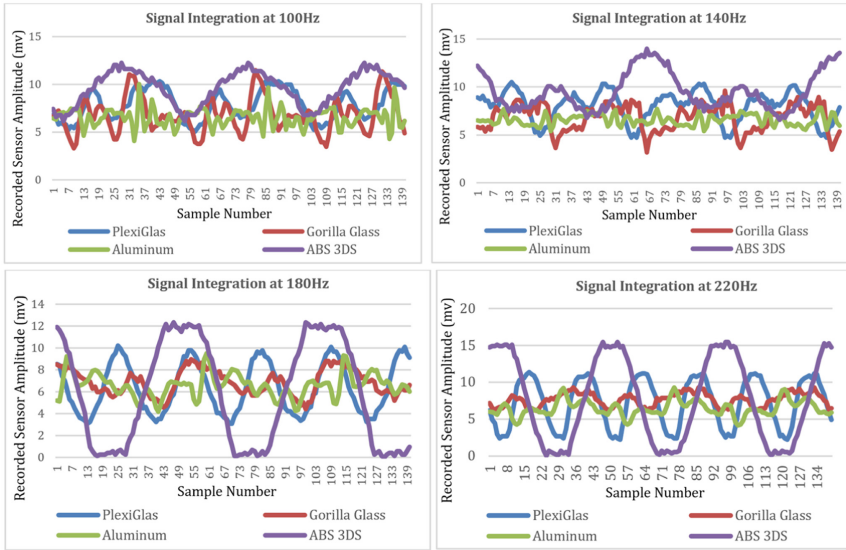 Signal Integration at 100Hz
Recorded Sensor Amplitude (mv)
15
10
5
0
1 7 13 19 25 31 37 43 49 55 61 67 73 79 85 91 97 103 109 115 121 127 133 139
Sample Number
PlexiGlas Gorilla Glass
Aluminum ABS 3DS
Signal Integration at 140Hz
Recorded Sensor Amplitude (mv)
15
10
5
0
1 7 13 19 25 31 37 43 49 55 61 67 73 79 85 91 97 103 109 115 121 127 133 139
Sample Number
PlexiGlas Gorilla Glass
Aluminum ABS 3DS
Signal Integration at 180Hz
Recorded Sensor Amplitude (mv)
14
12
10
8
6
4
2
0
1 7 13 19 25 31 37 43 49 55 61 67 73 79 85 91 97 103 109 115 121 127 133 139
Sample Number
PlexiGlas Gorilla Glass
Aluminum ABS 3DS
Signal Integration at 220Hz
Recorded Sensor Amplitude (mv)
20
15
10
5
0
1 8 15 22 29 36 43 50 57 64 71 78 85 92 99 106 113 120 127 134
Sample Number
PlexiGlas Gorilla Glass
Aluminum ABS 3DS